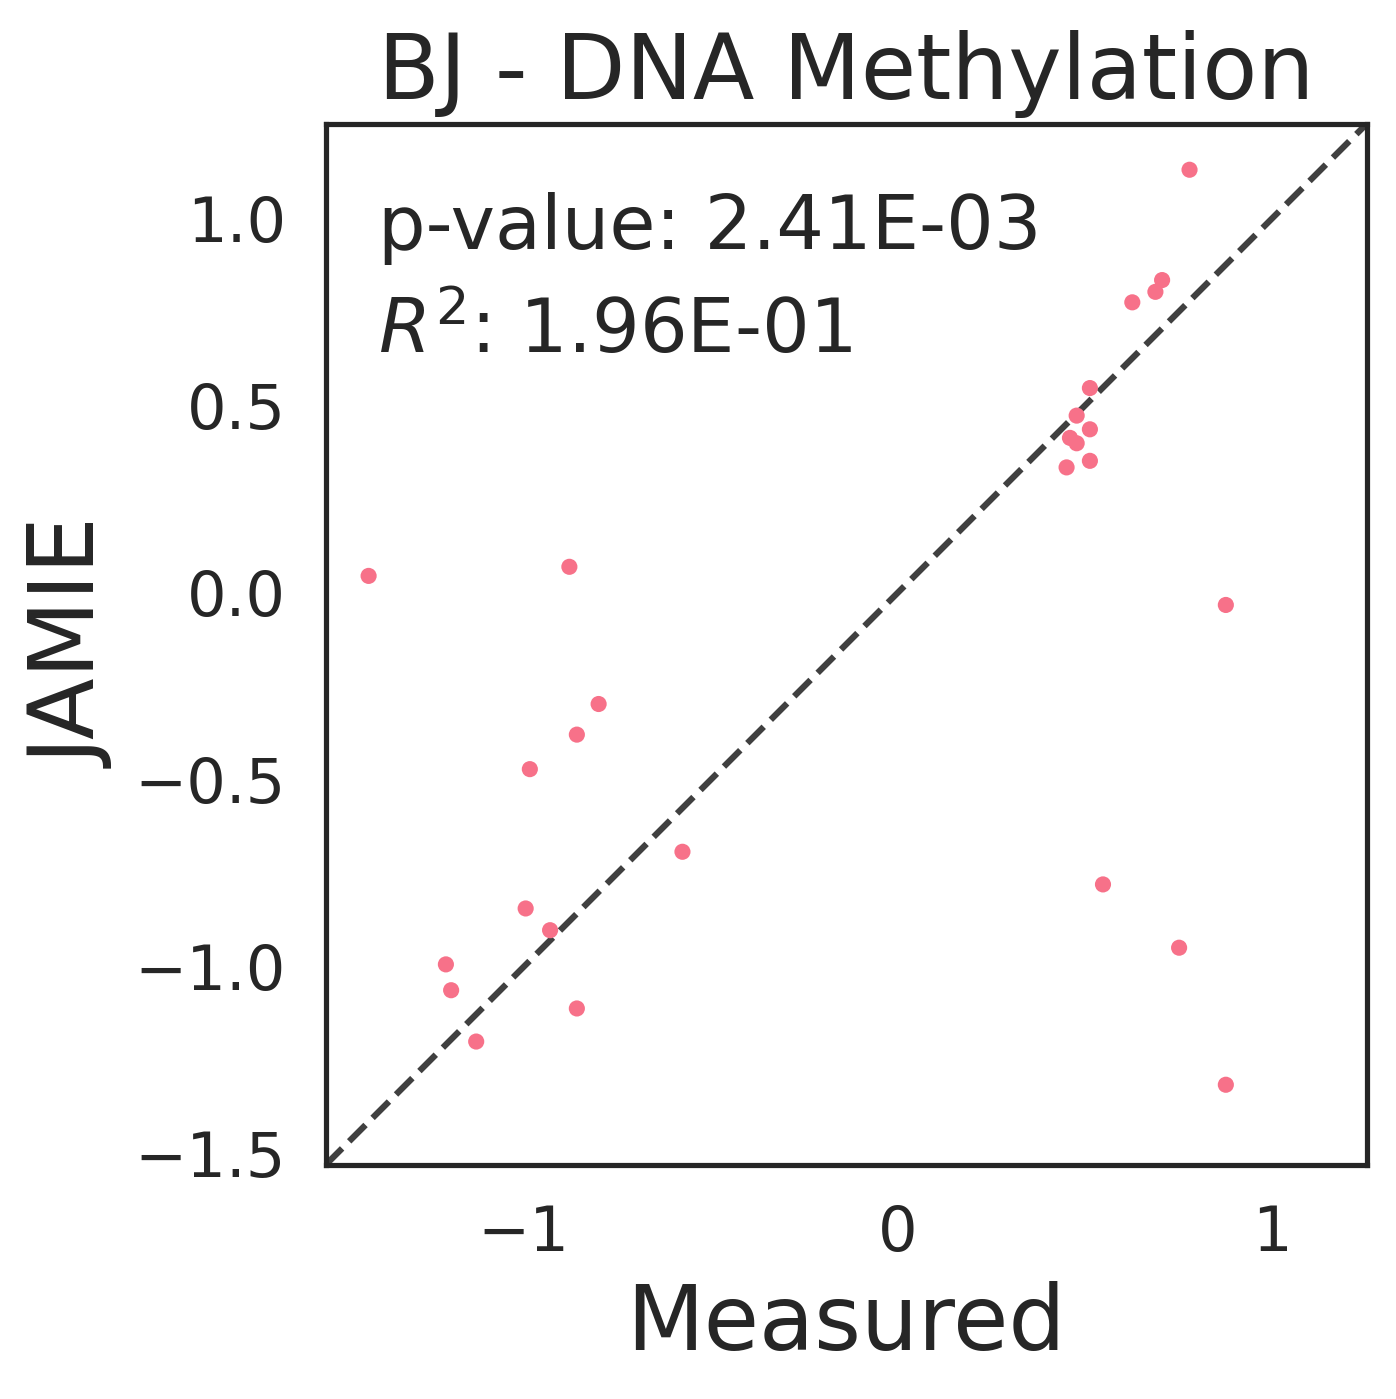 BJ - DNA Methylation
p-value: 2.41E-03
R²: 1.96E-01
JAMIE
1.0
0.5
0.0
−0.5
−1.0
−1.5
−1 0 1
Measured